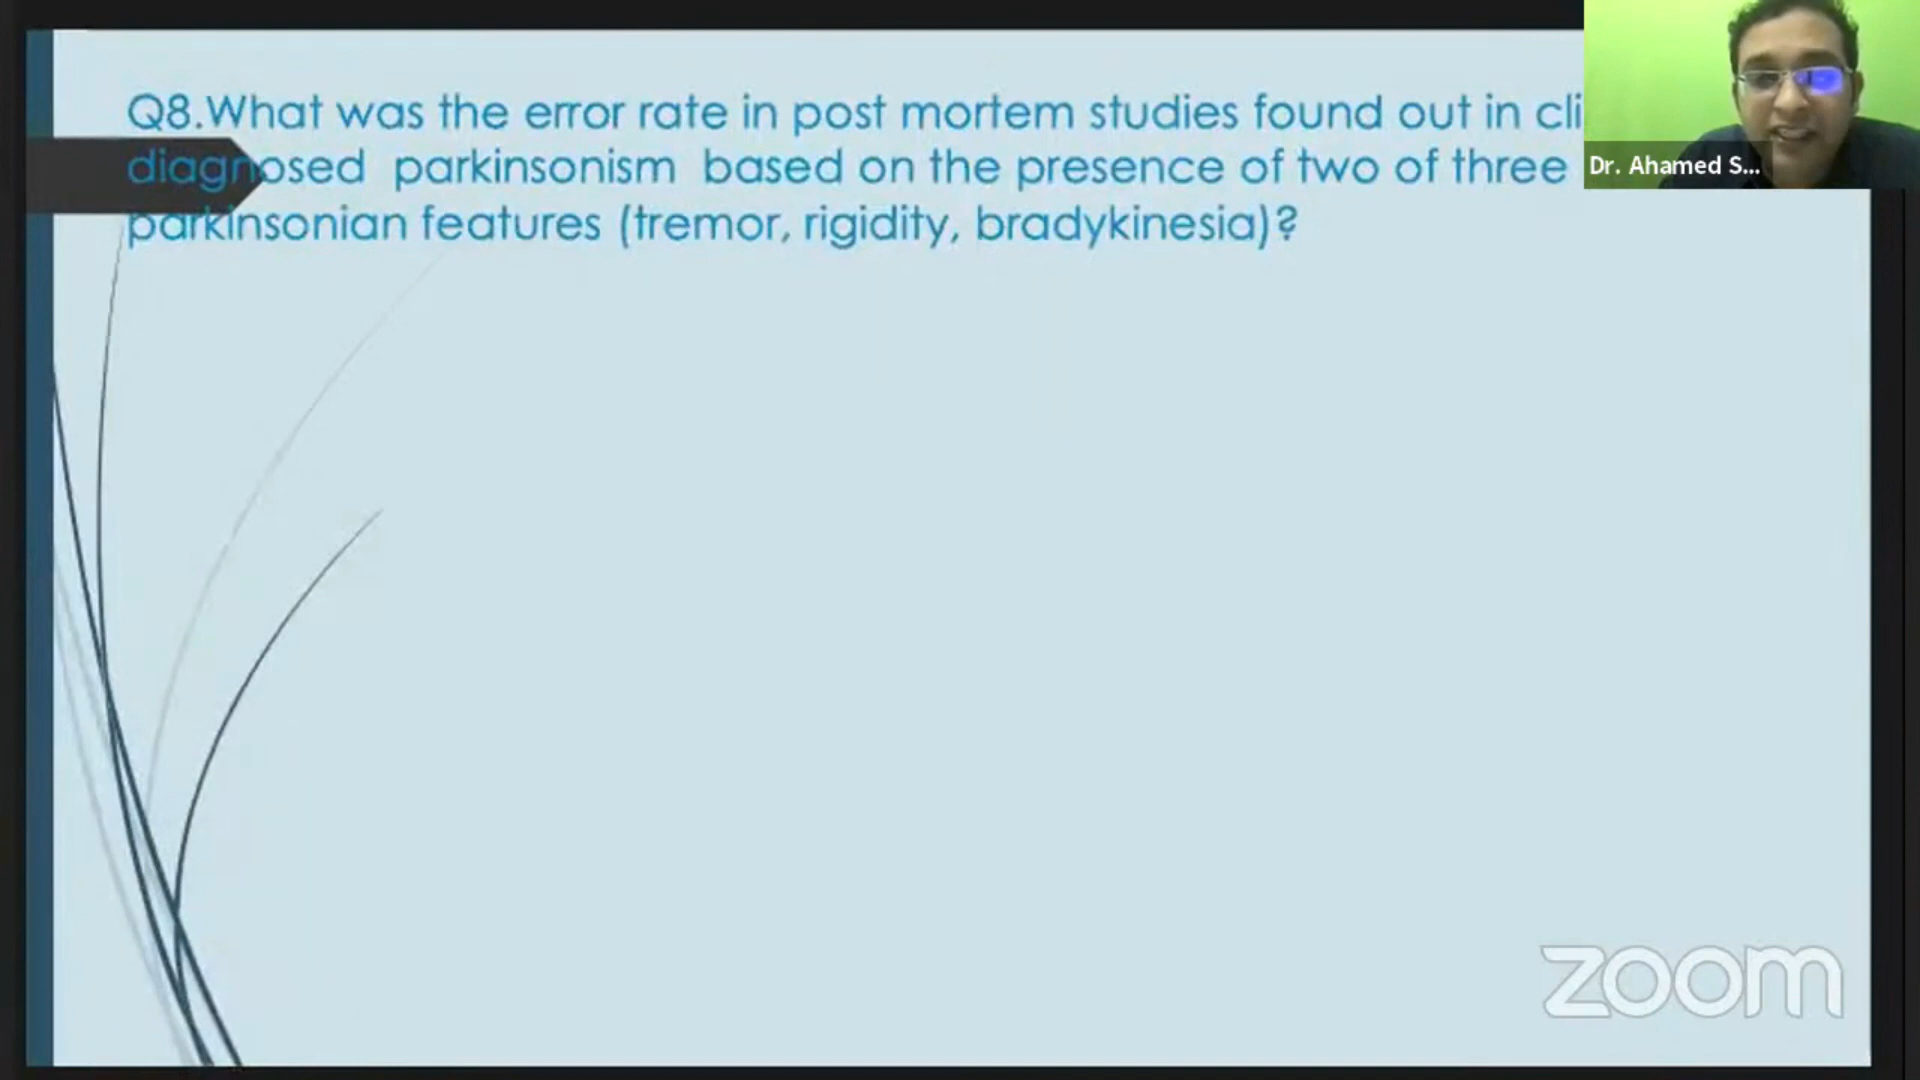 Q8.What was the error rate in post mortem studies found out in cli
diagnosed parkinsonism based on the presence of two of three
parkinsonian features (tremor, rigidity, bradykinesia)?
Dr. Ahamed S...
zoom